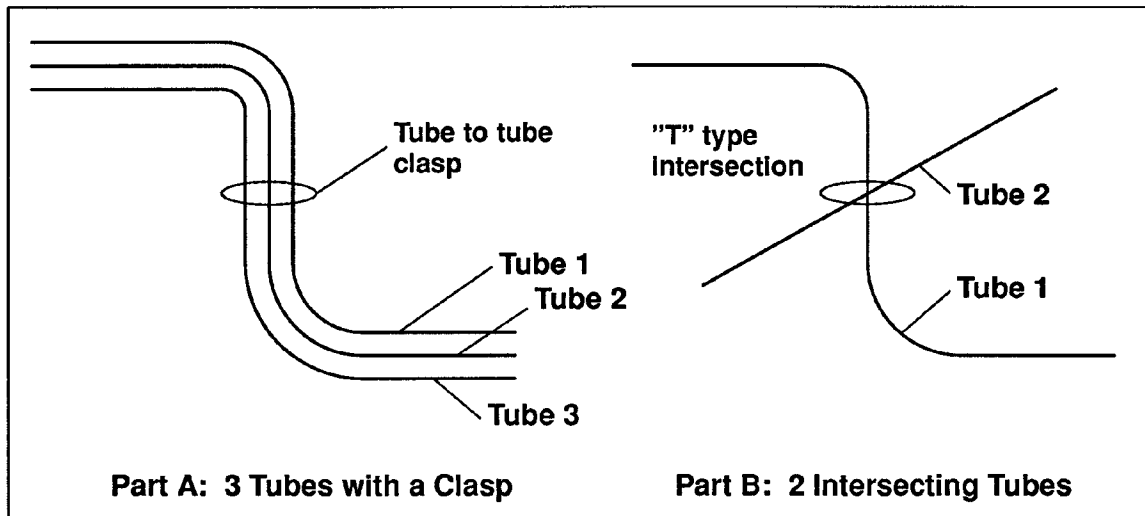 Tube to tube
clasp
Tube 1
Tube 2
Tube 3
Part A: 3 Tubes with a Clasp
"T" type
intersection
Tube 2
Tube 1
Part B: 2 Intersecting Tubes